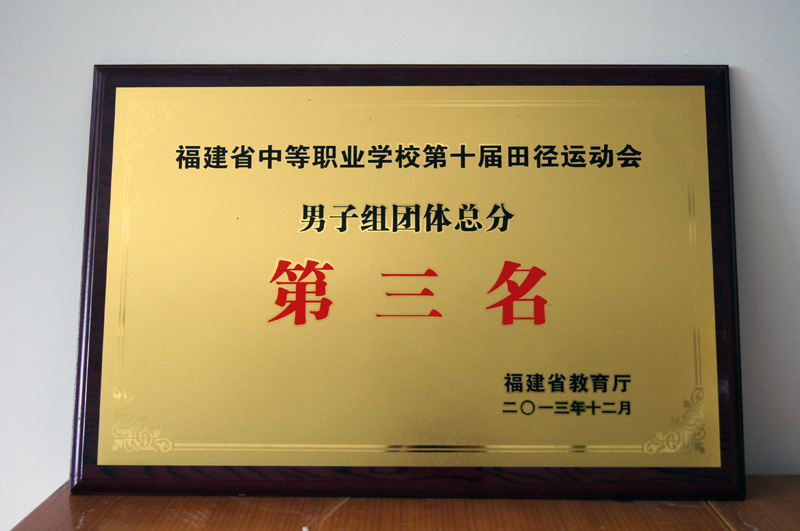 福建省中等职业学校第十届田径运动会
男子组团体总分
第三名
福建省教育厅
二〇一三年十二月